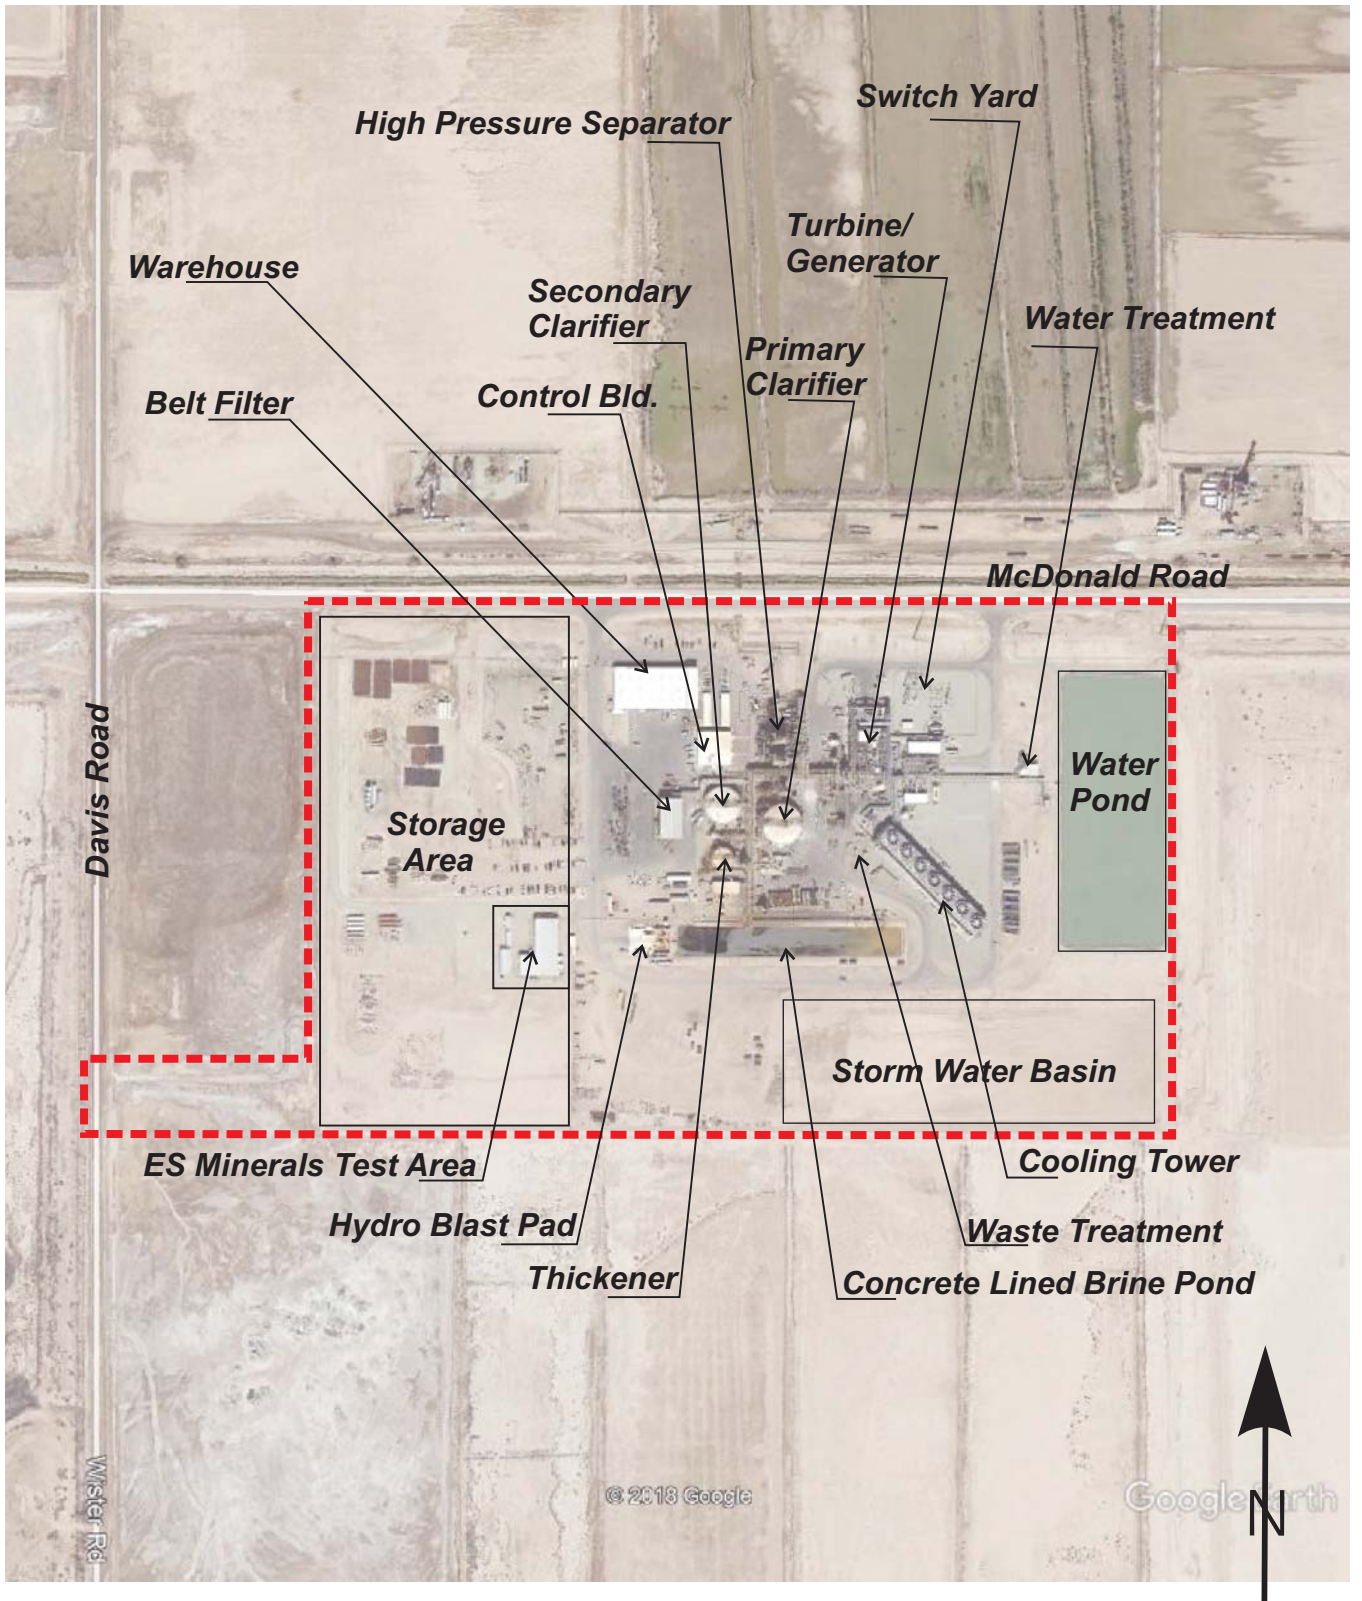 Switch Yard
High Pressure Separator
Turbine/
Generator
Warehouse
Secondary
Clarifier
Water Treatment
Primary
Clarifier
Control Bld.
Belt Filter
McDonald Road
Davis Road
Water
Pond
Storage
Area
Storm Water Basin
ES Minerals Test Area
Cooling Tower
Hydro Blast Pad
Waste Treatment
Thickener
Concrete Lined Brine Pond
Wister Rd
© 2018 Google
Google Earth
N